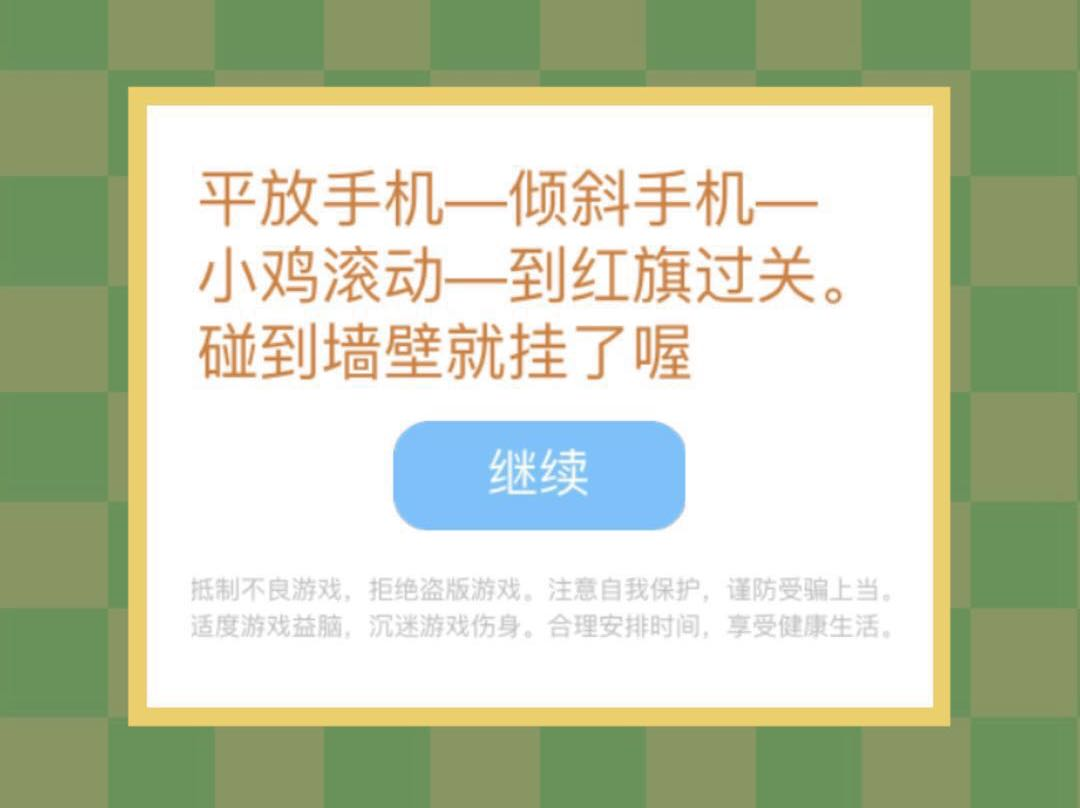 平放手机—倾斜手机—
小鸡滚动—到红旗过关。
碰到墙壁就挂了喔
继续
抵制不良游戏，拒绝盗版游戏。注意自我保护，谨防受骗上当。
适度游戏益脑，沉迷游戏伤身。合理安排时间，享受健康生活。